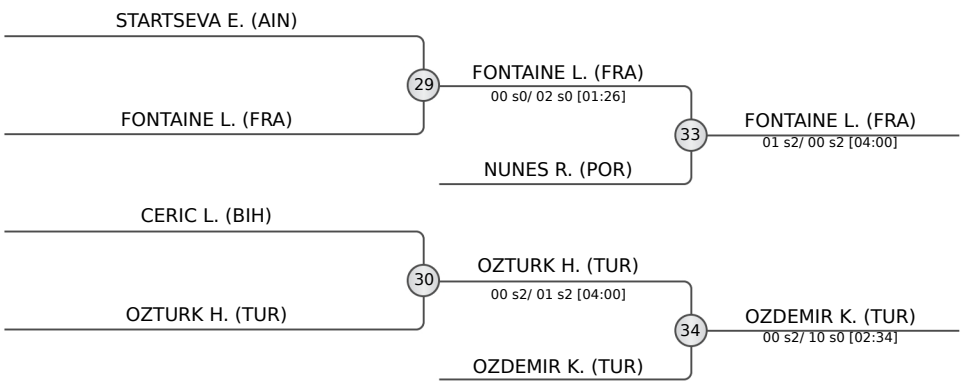 STARTSEVA E. (AIN)
29
FONTAINE L. (FRA)
FONTAINE L. (FRA)
00 s0/ 02 s0 [01:26]
33
NUNES R. (POR)
FONTAINE L. (FRA)
01 s2/ 00 s2 [04:00]
CERIC L. (BIH)
30
OZTURK H. (TUR)
OZTURK H. (TUR)
00 s2/ 01 s2 [04:00]
34
OZDEMIR K. (TUR)
OZDEMIR K. (TUR)
00 s2/ 10 s0 [02:34]